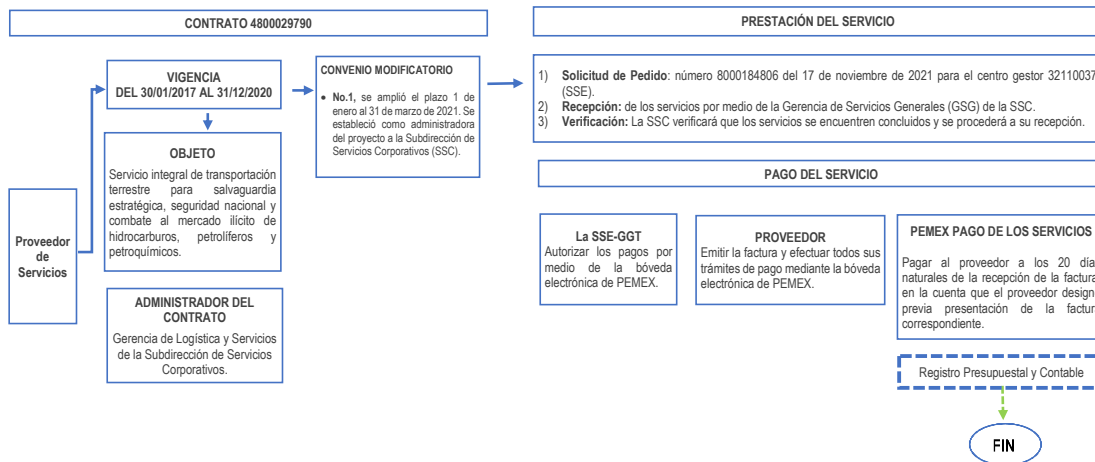 CONTRATO 4800029790
Proveedor
de
Servicios
VIGENCIA
DEL 30/01/2017 AL 31/12/2020
OBJETO
Servicio integral de transportación
terrestre para salvaguardia
estratégica, seguridad nacional y
combate al mercado ilícito de
hidrocarburos, petrolíferos y
petroquímicos.
ADMINISTRADOR DEL
CONTRATO
Gerencia de Logística y Servicios
de la Subdirección de Servicios
Corporativos.
CONVENIO MODIFICATORIO
• No.1, se amplió el plazo 1 de
enero al 31 de marzo de 2021. Se
estableció como administradora
del proyecto a la Subdirección de
Servicios Corporativos (SSC).
PRESTACIÓN DEL SERVICIO
1) Solicitud de Pedido: número 8000184806 del 17 de noviembre de 2021 para el centro gestor 32110037
(SSE).
2) Recepción: de los servicios por medio de la Gerencia de Servicios Generales (GSG) de la SSC.
3) Verificación: La SSC verificará que los servicios se encuentren concluidos y se procederá a su recepción.
PAGO DEL SERVICIO
La SSE-GGT
Autorizar los pagos por
medio de la bóveda
electrónica de PEMEX.
PROVEEDOR
Emitir la factura y efectuar todos sus
trámites de pago mediante la bóveda
electrónica de PEMEX.
PEMEX PAGO DE LOS SERVICIOS
Pagar al proveedor a los 20 día
naturales de la recepción de la factura
en la cuenta que el proveedor design
previa presentación de la factur
correspondiente.
Registro Presupuestal y Contable
FIN